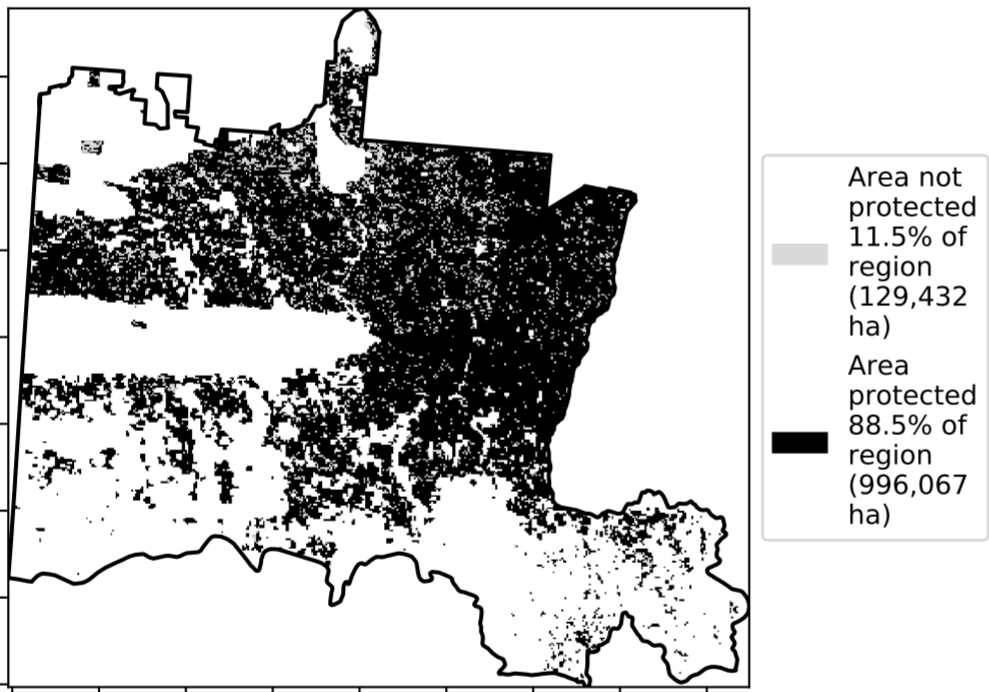 Area not
protected
11.5% of
region
(129,432
ha)
Area
protected
88.5% of
region
(996,067
ha)